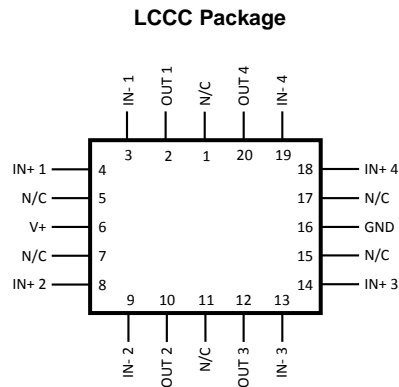 LCCC Package
IN- 1
OUT 1
N/C
OUT 4
IN- 4
3
2
1
20
19
IN+ 1
4
18
IN+ 4
N/C
5
17
N/C
V+
6
16
GND
N/C
7
15
N/C
IN+ 2
8
14
IN+ 3
9
10
11
12
13
IN- 2
OUT 2
N/C
OUT 3
IN- 3